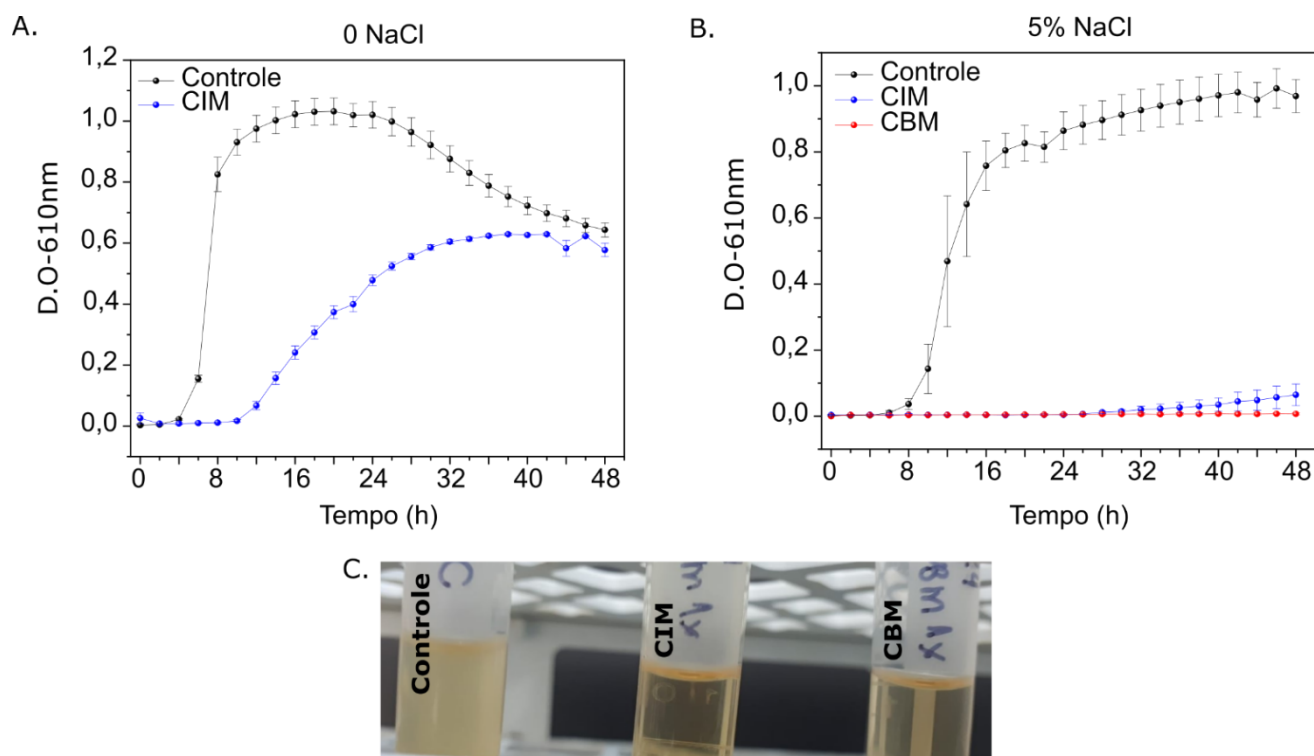 A.
0 NaCl
1,2
1,0
0,8
0,6
0,4
0,2
0,0
Controle
CIM
D.O-610nm
0 8 16 24 32 40 48
Tempo (h)
B.
5% NaCl
1,0
0,8
0,6
0,4
0,2
0,0
Controle
CIM
CBM
D.O-610nm
0 8 16 24 32 40 48
Tempo (h)
C.
Controle
C
CIM
CBM
BM